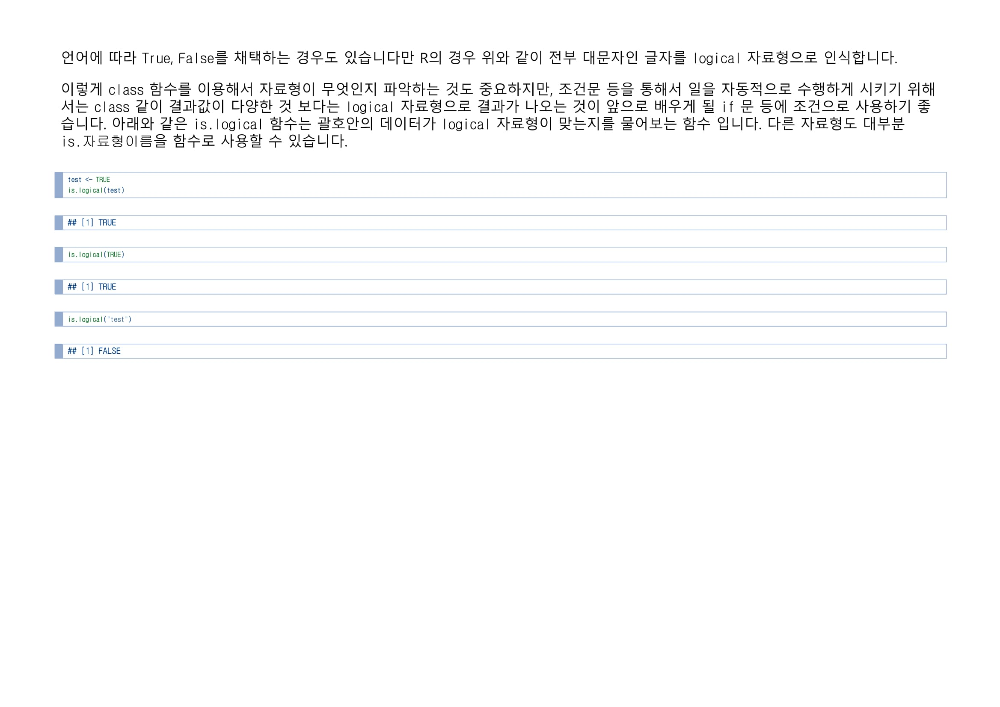 언어에 따라 True, False를 채택하는 경우도 있습니다만 R의 경우 위와 같이 전부 대문자인 글자를 logical 자료형으로 인식합니다.
이렇게 class 함수를 이용해서 자료형이 무엇인지 파악하는 것도 중요하지만, 조건문 등을 통해서 일을 자동적으로 수행하게 시키기 위해
서는 class 같이 결과값이 다양한 것 보다는 logical 자료형으로 결과가 나오는 것이 앞으로 배우게 될 if 문 등에 조건으로 사용하기 좋
습니다. 아래와 같은 is.logical 함수는 괄호안의 데이터가 logical 자료형이 맞는지를 물어보는 함수 입니다. 다른 자료형도 대부분
is.자료형이름을 함수로 사용할 수 있습니다.
test <- TRUE
is.logical(test)
## [1] TRUE
is.logical(TRUE)
## [1] TRUE
is.logical("test")
## [1] FALSE